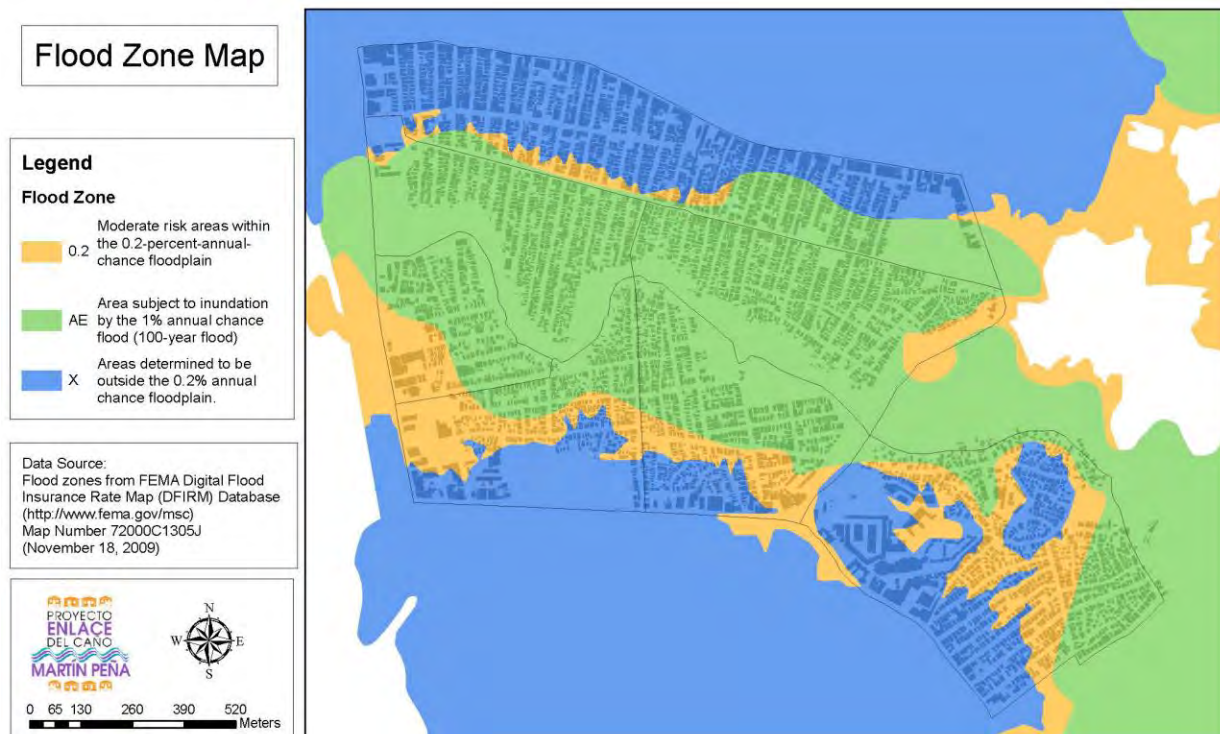 Flood Zone Map
Legend
Flood Zone
0.2 Moderate risk areas within
the 0.2-percent-annual-
chance floodplain
AE Area subject to inundation
by the 1% annual chance
flood (100-year flood)
X Areas determined to be
outside the 0.2% annual
chance floodplain.
Data Source:
Flood zones from FEMA Digital Flood
Insurance Rate Map (DFIRM) Database
(http://www.fema.gov/msc)
Map Number 72000C1305J
(November 18, 2009)
PROYECTO
ENLACE
DEL CAÑO
MARTÍN PEÑA
N
W E
S
0 65 130 260 390 520
Meters